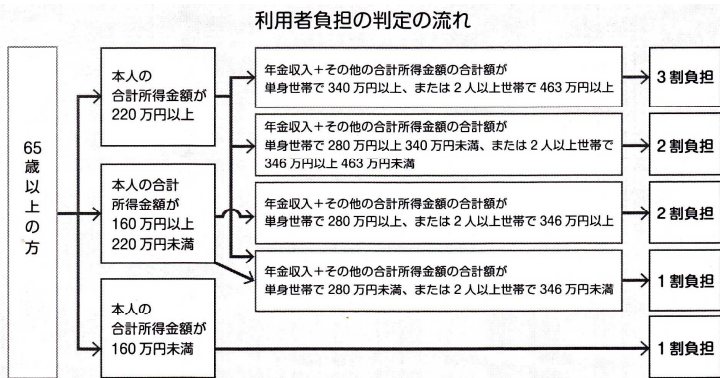 利用者負担の判定の流れ
65歳以上の方
本人の
合計所得金額が
220万円以上
本人の合計
所得金額が
160万円以上
220万円未満
本人の
合計所得金額が
160万円未満
年金収入+その他の合計所得金額の合計額が
単身世帯で340万円以上、または2人以上世帯で463万円以上
3割負担
年金収入+その他の合計所得金額の合計額が
単身世帯で280万円以上340万円未満、または2人以上世帯で
346万円以上463万円未満
2割負担
年金収入+その他の合計所得金額の合計額が
単身世帯で280万円以上、または2人以上世帯で346万円以上
2割負担
年金収入+その他の合計所得金額の合計額が
単身世帯で280万円未満、または2人以上世帯で346万円未満
1割負担
1割負担